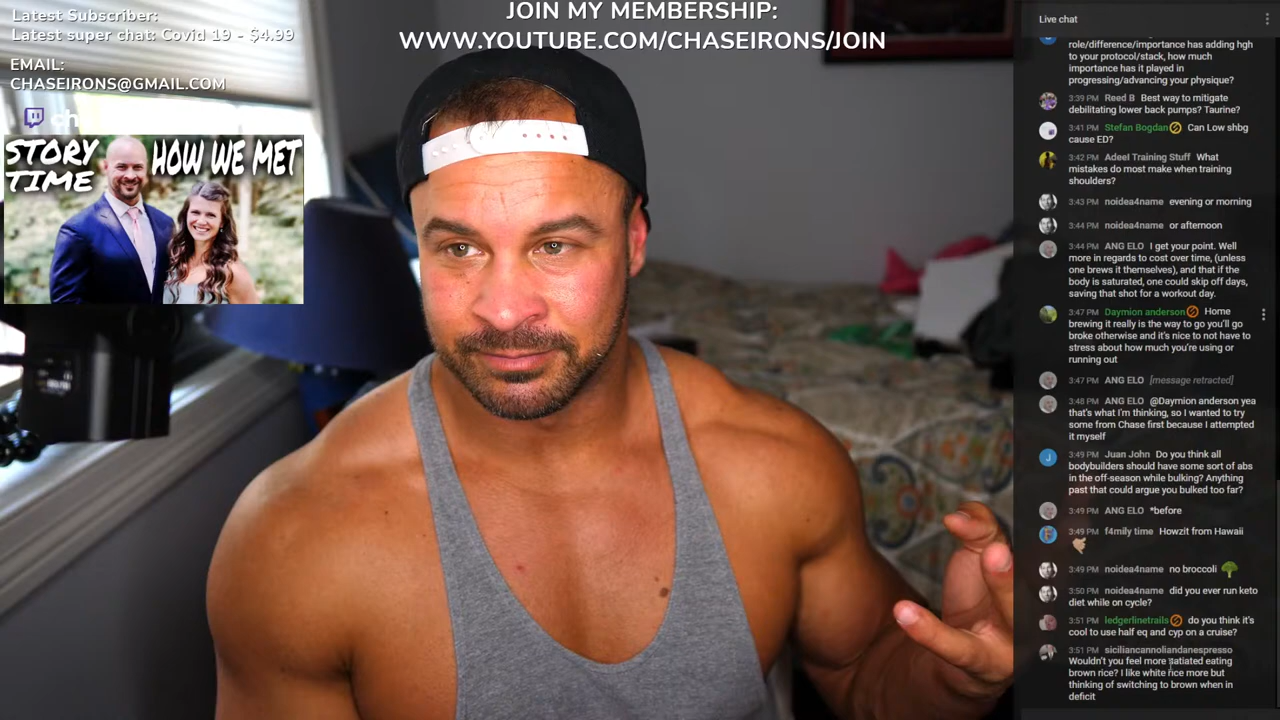 Latest Subscriber:
Latest super chat: Covid 19 - $4.99
EMAIL:
CHASEIRONS@GMAIL.COM
STORY
TIME
HOW WE MET
JOIN MY MEMBERSHIP:
WWW.YOUTUBE.COM/CHASEIRONS/JOIN
Live chat
role/difference/importance has adding hgh
to your protocol/stack, how much
importance has it played in
progressing/advancing your physique?
3:39 PM Reed B Best way to mitigate
debilitating lower back pumps? Taurine?
3:41 PM Stefan Bogdan Can Low shbg
cause ED?
3:42 PM Adeel Training Stuff What
mistakes do most make when training
shoulders?
3:43 PM noidea4name evening or morning
3:44 PM noidea4name or afternoon
3:44 PM ANG ELO I get your point. Well
more in regards to cost over time, (unless
one brews it themselves), and that if the
body is saturated, one could skip off days,
saving that shot for a workout day.
3:47 PM Daymion anderson Home
brewing it really is the way to go you'll go
broke otherwise and it's nice to not have to
stress about how much you're using or
running out
3:47 PM ANG ELO [message retracted]
3:48 PM ANG ELO @Daymion anderson yea
that's what I'm thinking, so I wanted to try
some from Chase first because I attempted
it myself
3:49 PM Juan John Do you think all
bodybuilders should have some sort of abs
in the off-season while bulking? Anything
past that could argue you bulked too far?
3:49 PM ANG ELO *before
3:49 PM f4mily time Howzit from Hawaii
3:49 PM noidea4name no broccoli
3:50 PM noidea4name did you ever run keto
diet while on cycle?
3:51 PM ledgerlinetrails do you think it's
cool to use half eq and cyp on a cruise?
3:51 PM siciliancannoliandanespresso
Wouldn't you feel more satiated eating
brown rice? I like white rice more but
thinking of switching to brown when in
deficit